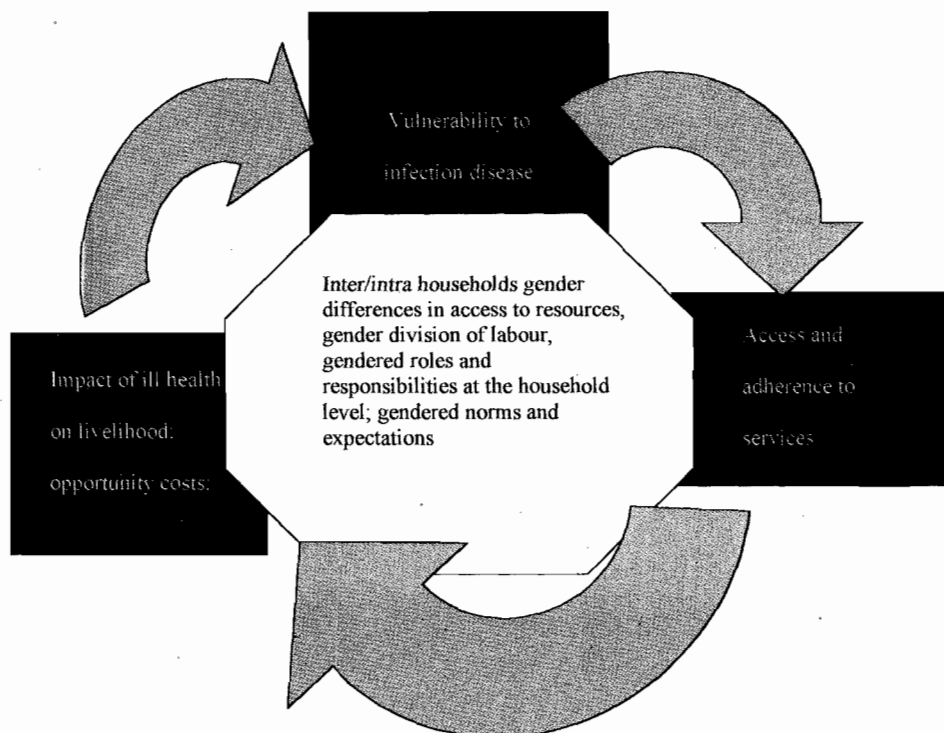 Vulnerability to
infection disease
Inter/intra households gender
differences in access to resources,
gender division of labour,
gendered roles and
responsibilities at the household
level; gendered norms and
expectations
Access and
adherence to
services
Impact of ill health
on livelihood:
opportunity costs: